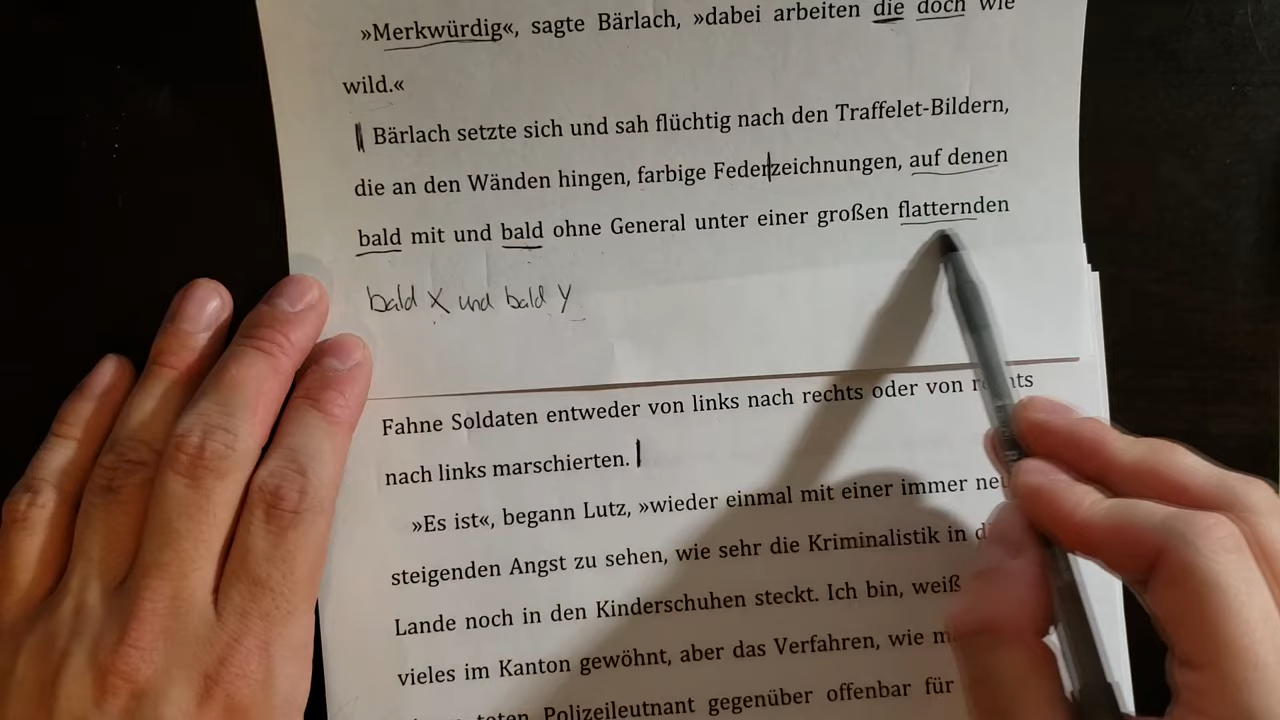 »Merkwürdig«, sagte Bärlach, »dabei arbeiten die doch wie
wild.«
Bärlach setzte sich und sah flüchtig nach den Traffelet-Bildern,
die an den Wänden hingen, farbige Federzeichnungen, auf denen
bald mit und bald ohne General unter einer großen flatternden
bald X und bald Y
Fahne Soldaten entweder von links nach rechts oder von rechts
nach links marschierten.
»Es ist«, begann Lutz, »wieder einmal mit einer immer neu
steigenden Angst zu sehen, wie sehr die Kriminalistik in
Lande noch in den Kinderschuhen steckt. Ich bin, weiß
vieles im Kanton gewöhnt, aber das Verfahren, wie
toten Polizeileutnant gegenüber offenbar für